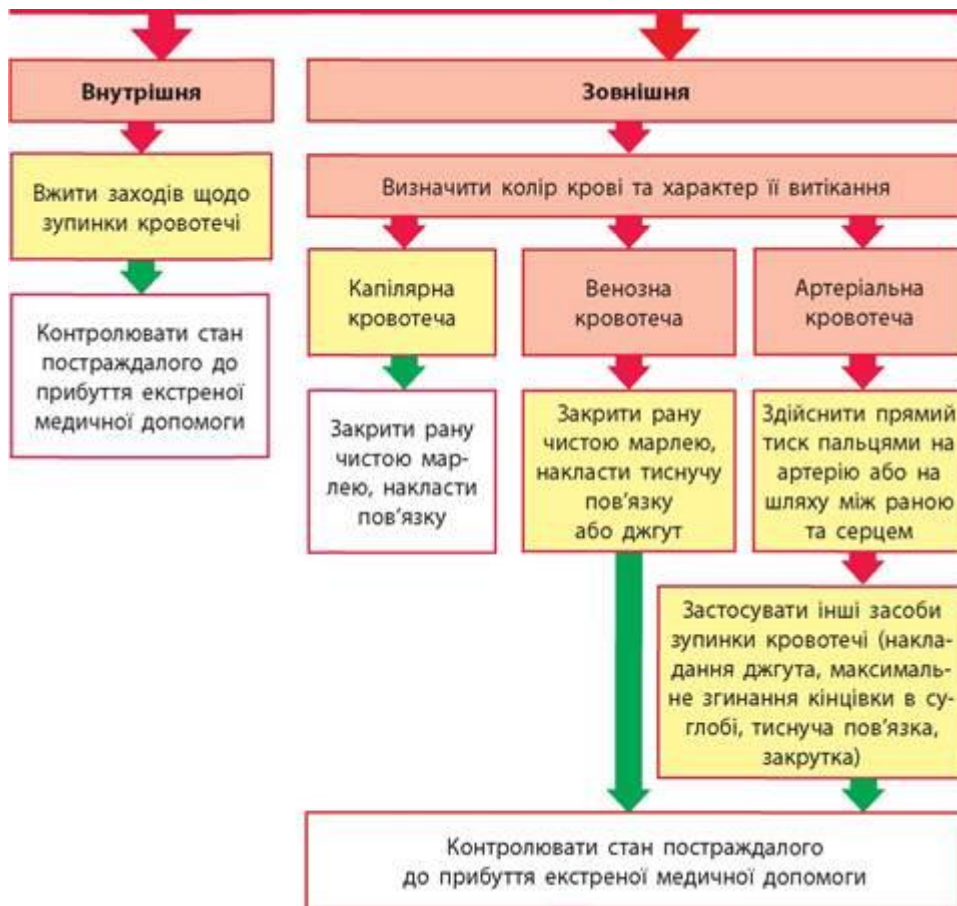 Внутрішня
Вжити заходів щодо
зупинки кровотечі
Контролювати стан
постраждалого до
прибуття екстреної
медичної допомоги
Зовнішня
Визначити колір крові та характер її витікання
Капілярна
кровотеча
Закрити рану
чистою мар-
лею, накласти
пов’язку
Венозна
кровотеча
Закрити рану
чистою марлею,
накласти тиснучу
пов’язку
або джгут
Артеріальна
кровотеча
Здійснити прямий
тиск пальцями на
артерію або на
шляху між раною
та серцем
Застосувати інші засоби
зупинки кровотечі (накла-
дання джгута, максималь-
не згинання кінцівки в су-
глобі, тиснуча пов’язка,
закрутка)
Контролювати стан постраждалого
до прибуття екстреної медичної допомоги